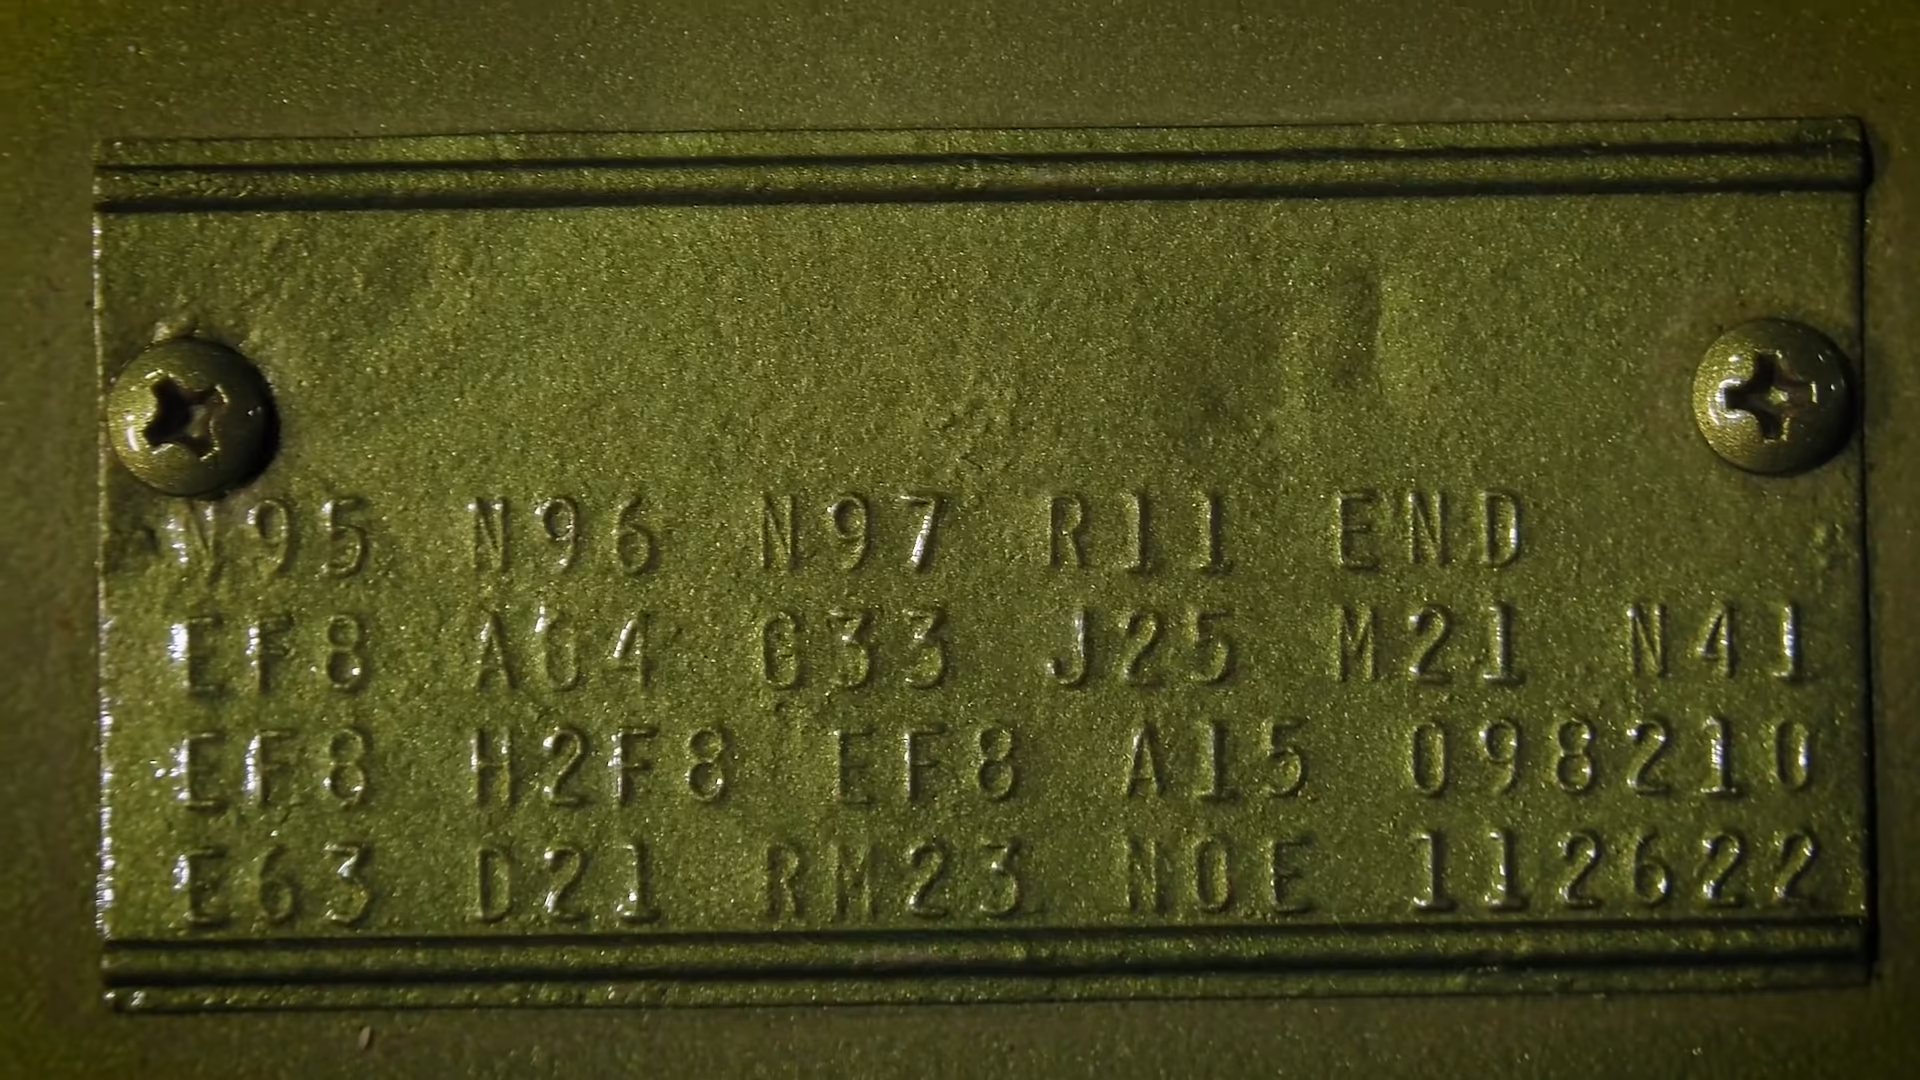 N95 N96 N97 R11 END
EF8 A04 G33 J25 M21 N41
EF8 H2F8 EF8 A15 098210
E63 D21 RM23 N0E 112622